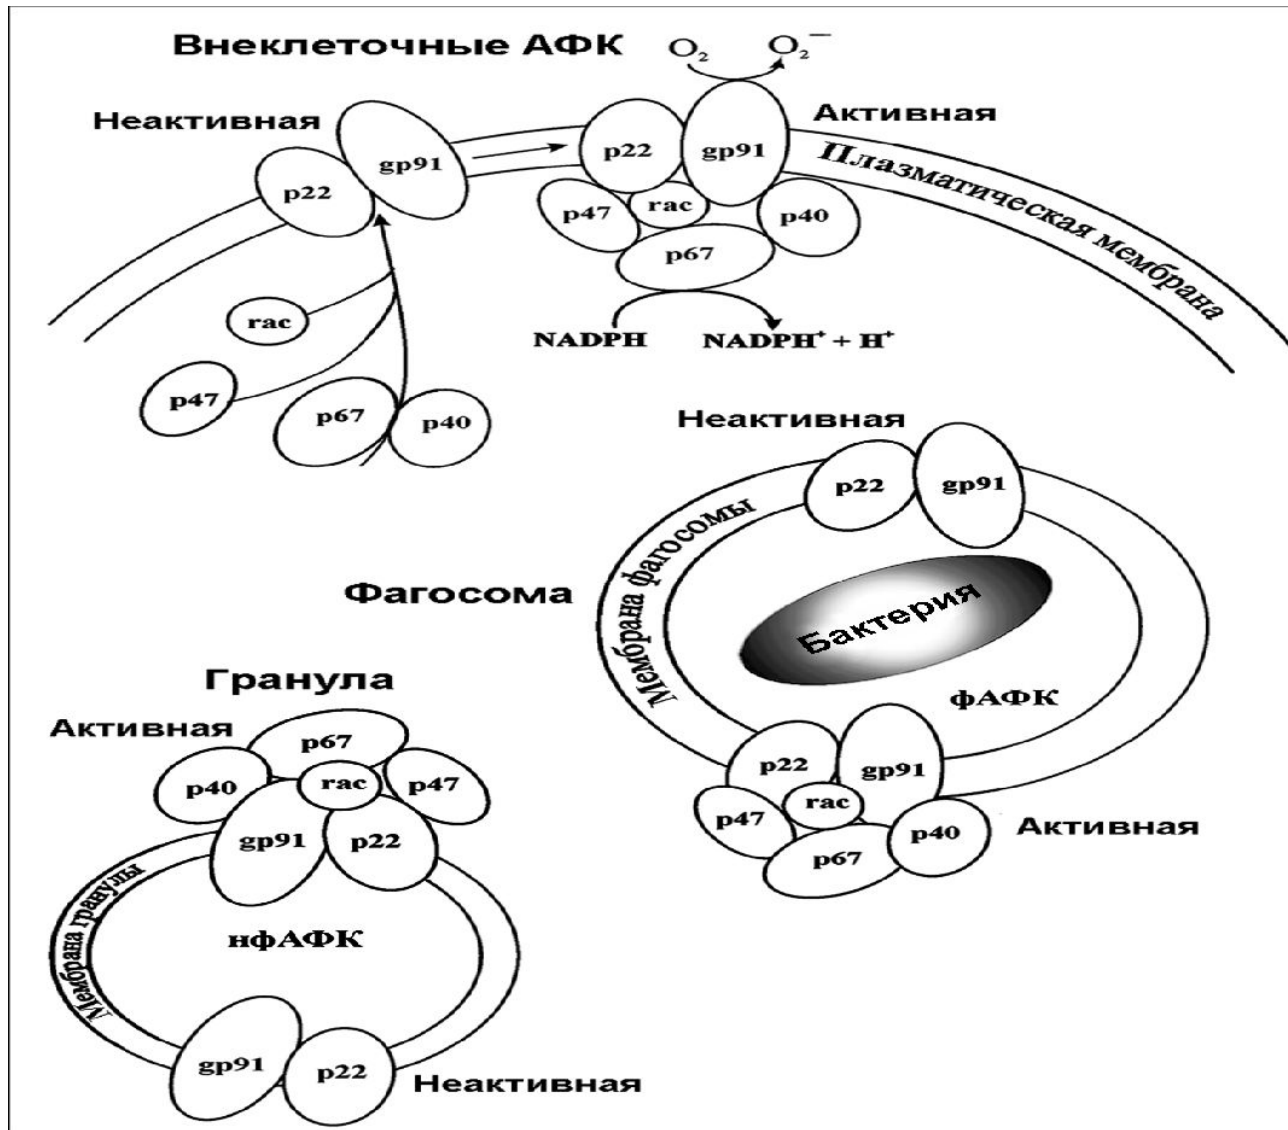 Внеклеточные АФК
O₂ O₂⁻
Неактивная
Активная
p22 gp91
p22 gp91
Плазматическая мембрана
p47 rac p40
p67
rac
NADPH NADPH⁺ + H⁺
p47
p67 p40
Неактивная
p22 gp91
Мембрана фагосомы
Фагосома
Бактерия
фАФК
p22 gp91
p47 rac
p67 p40
Активная
Гранула
Активная
p67
p40 rac p47
gp91 p22
Мембрана гранулы
нфАФК
gp91 p22
Неактивная